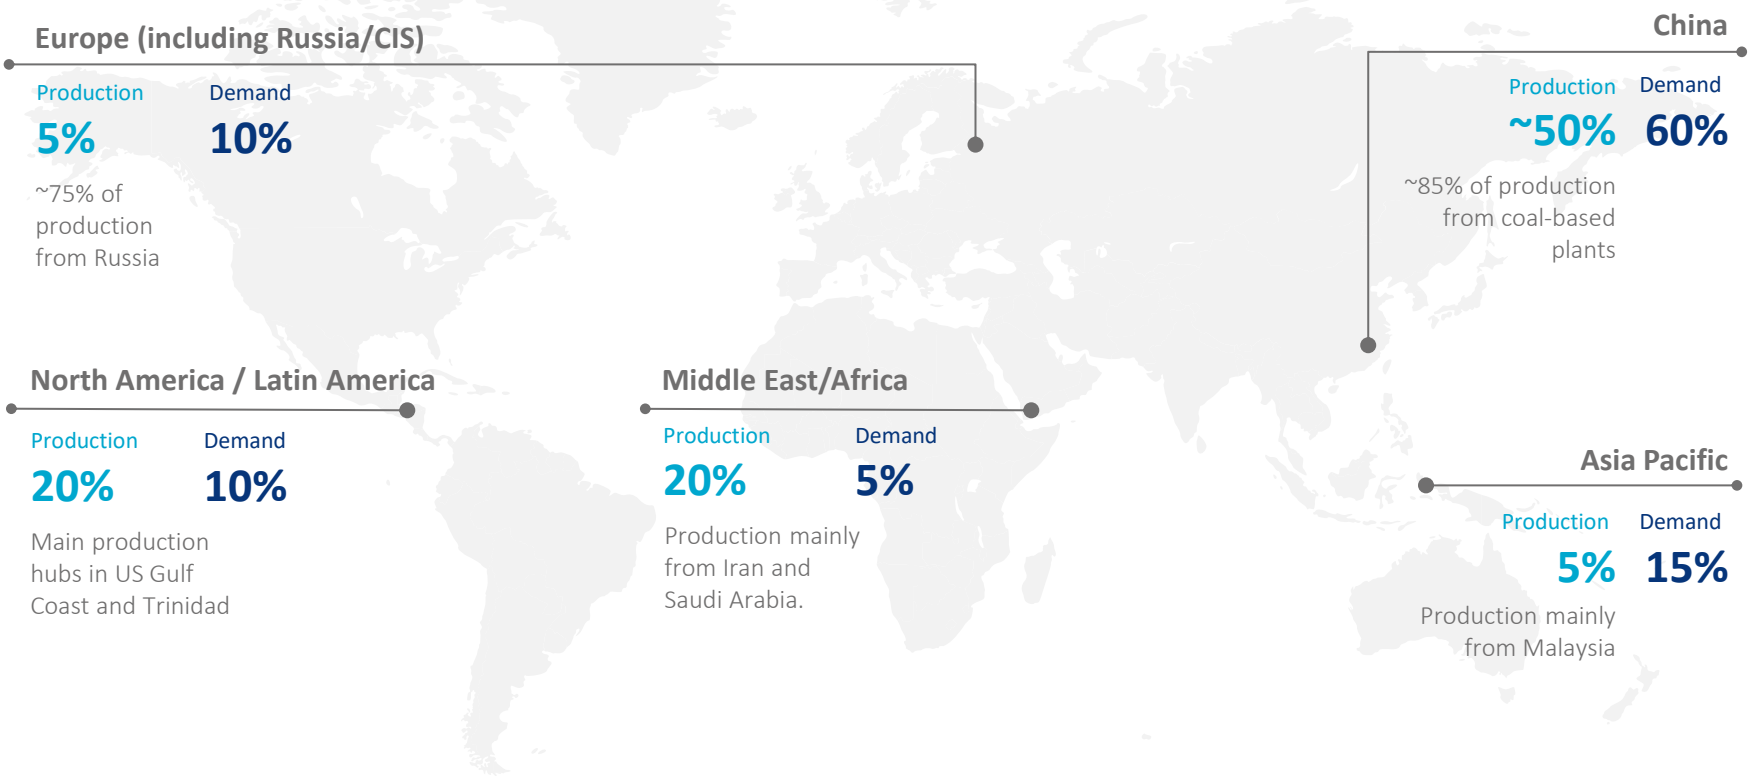 Europe (including Russia/CIS)
Production Demand
5% 10%
~75% of
production
from Russia
China
Production Demand
~50% 60%
~85% of production
from coal-based
plants
North America / Latin America
Production Demand
20% 10%
Main production
hubs in US Gulf
Coast and Trinidad
Middle East/Africa
Production Demand
20% 5%
Production mainly
from Iran and
Saudi Arabia.
Asia Pacific
Production Demand
5% 15%
Production mainly
from Malaysia